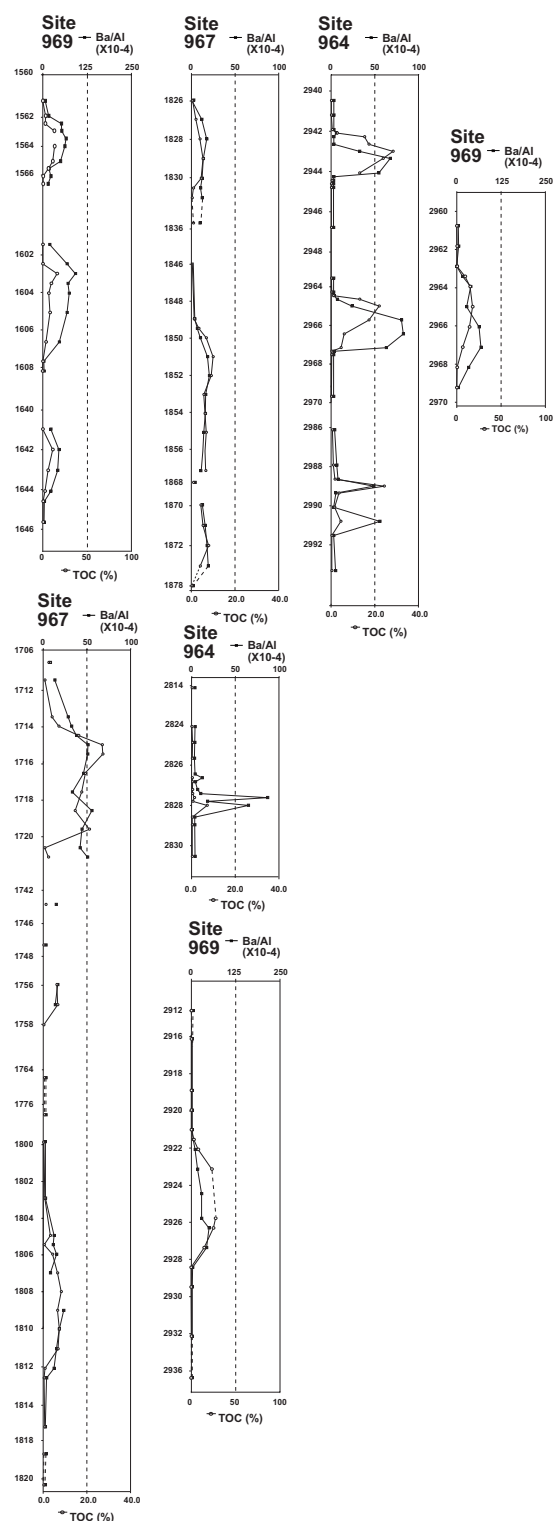 Site
969
Ba/Al
(X10-4)
0 125 250
1560
1562
1564
1566
1602
1604
1606
1608
1640
1642
1644
1646
0 50 100
TOC (%)
Site
967
Ba/Al
(X10-4)
0 50 100
1826
1828
1830
1836
1846
1848
1850
1852
1854
1856
1868
1870
1872
1878
0 20.0 40.0
TOC (%)
Site
964
Ba/Al
(X10-4)
0 50 100
2940
2942
2944
2946
2948
2964
2966
2968
2970
2986
2988
2990
2992
0 20.0 40.0
TOC (%)
Site
969
Ba/Al
(X10-4)
0 125 250
2960
2962
2964
2966
2968
2970
0 50 100
TOC (%)
Site
967
Ba/Al
(X10-4)
0 50 100
1706
1712
1714
1716
1718
1720
1742
1746
1748
1756
1758
1764
1776
1800
1802
1804
1806
1808
1810
1812
1814
1818
1820
0.0 20.0 40.0
TOC (%)
Site
964
Ba/Al
(X10-4)
0 50 100
2814
2824
2826
2828
2830
0.0 20.0 40.0
TOC (%)
Site
969
Ba/Al
(X10-4)
0 125 250
2912
2916
2918
2920
2922
2924
2926
2928
2930
2932
2936
0 50 100
TOC (%)